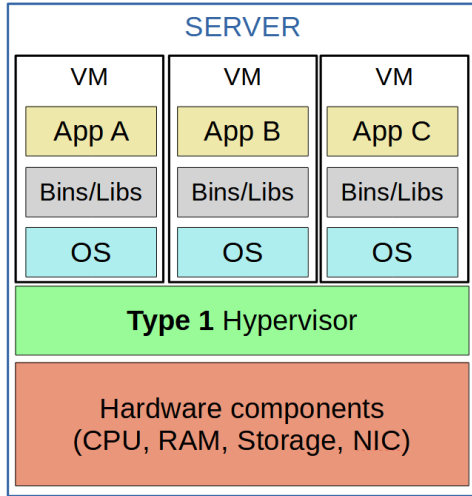 SERVER
VM VM VM
App A App B App C
Bins/Libs Bins/Libs Bins/Libs
OS OS OS
Type 1 Hypervisor
Hardware components
(CPU, RAM, Storage, NIC)